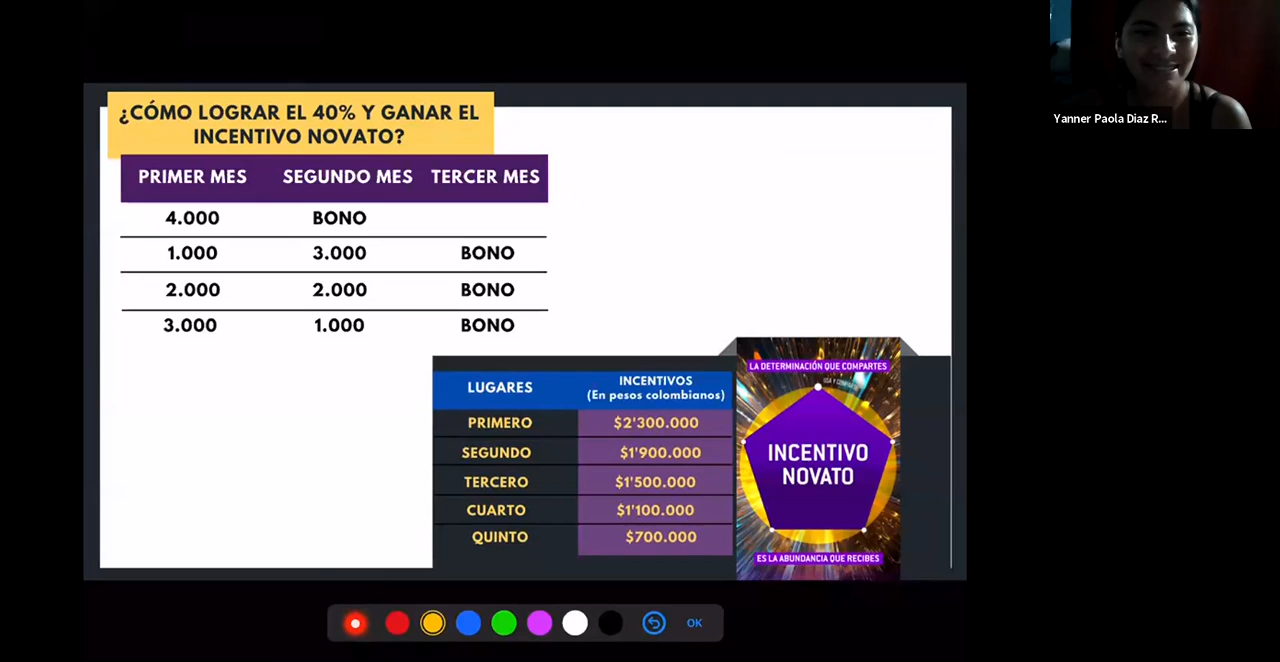 ¿CÓMO LOGRAR EL 40% Y GANAR EL
INCENTIVO NOVATO?
PRIMER MES SEGUNDO MES TERCER MES
4.000 BONO
1.000 3.000 BONO
2.000 2.000 BONO
3.000 1.000 BONO
LUGARES INCENTIVOS
(En pesos colombianos)
PRIMERO $2'300.000
SEGUNDO $1'900.000
TERCERO $1'500.000
CUARTO $1'100.000
QUINTO $700.000
LA DETERMINACIÓN QUE COMPARTES
INCENTIVO
NOVATO
ES LA ABUNDANCIA QUE RECIBES
Yanner Paola Diaz R...
OK